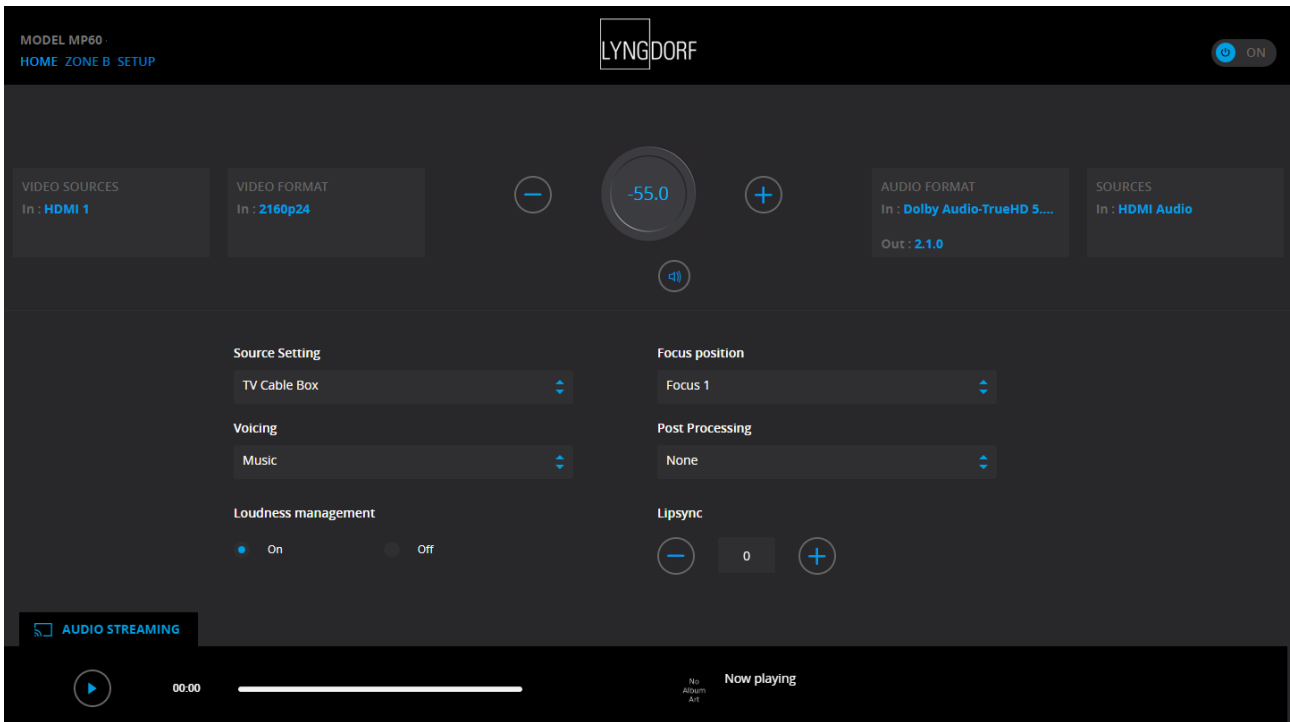 MODEL MP60
HOME ZONE B SETUP
LYNGDORF
ON
VIDEO SOURCES
In : HDMI 1
VIDEO FORMAT
In : 2160p24
-55.0
AUDIO FORMAT
In : Dolby Audio-TrueHD 5....
Out : 2.1.0
SOURCES
In : HDMI Audio
Source Setting
TV Cable Box
Focus position
Focus 1
Voicing
Music
Post Processing
None
Loudness management
On Off
Lipsync
0
AUDIO STREAMING
00:00
No
Album
Art
Now playing